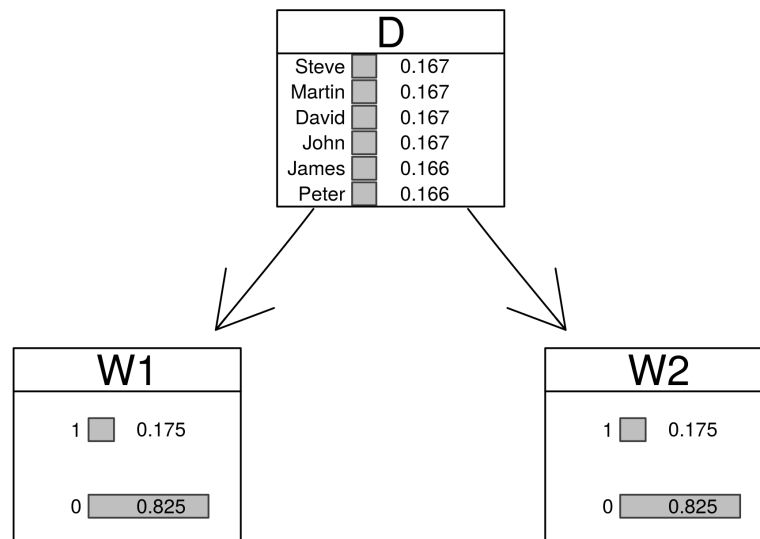 D
Steve 0.167
Martin 0.167
David 0.167
John 0.167
James 0.166
Peter 0.166
W1
1 0.175
0 0.825
W2
1 0.175
0 0.825